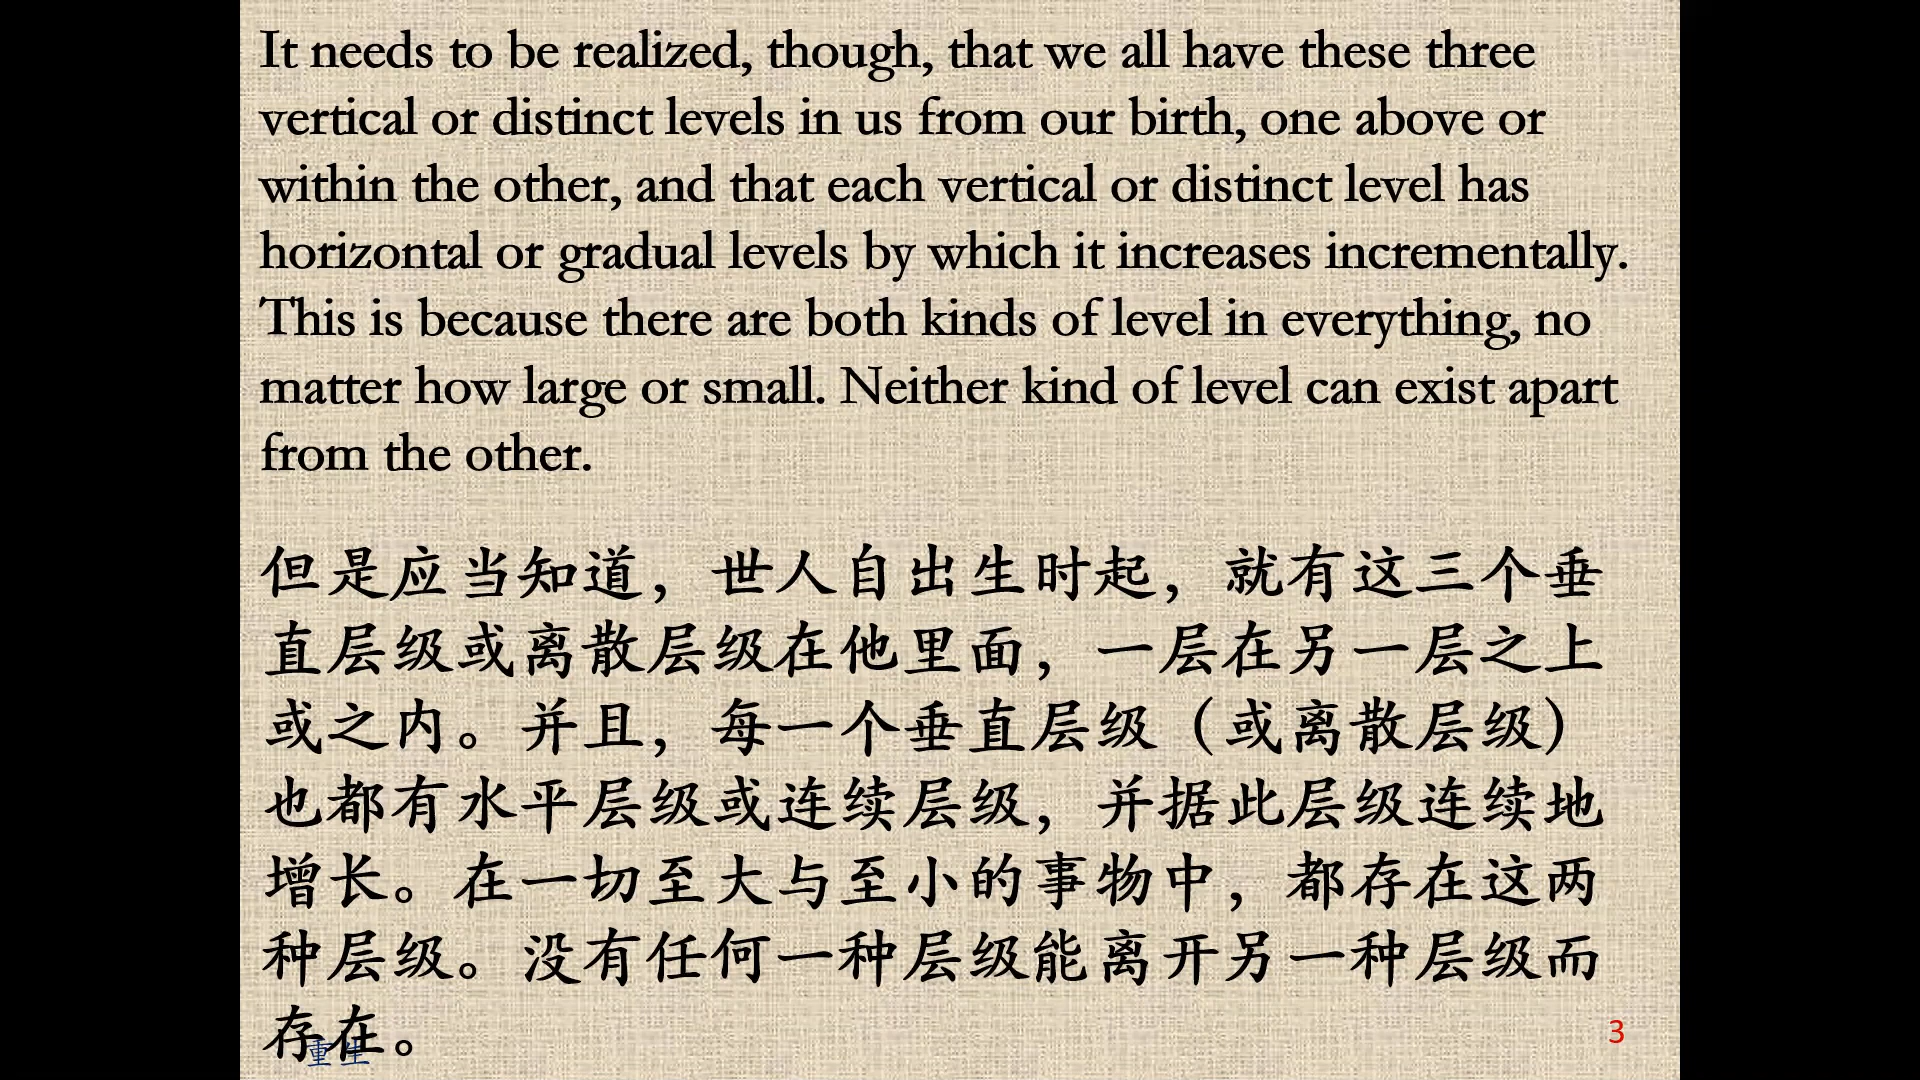 It needs to be realized, though, that we all have these three
vertical or distinct levels in us from our birth, one above or
within the other, and that each vertical or distinct level has
horizontal or gradual levels by which it increases incrementally.
This is because there are both kinds of level in everything, no
matter how large or small. Neither kind of level can exist apart
from the other.
但是应当知道，世人自出生时起，就有这三个垂
直层级或离散层级在他里面，一层在另一层之上
或之内。并且，每一个垂直层级（或离散层级）
也都有水平层级或连续层级，并据此层级连续地
增长。在一切至大与至小的事物中，都存在这两
种层级。没有任何一种层级能离开另一种层级而
存在。
重生
3